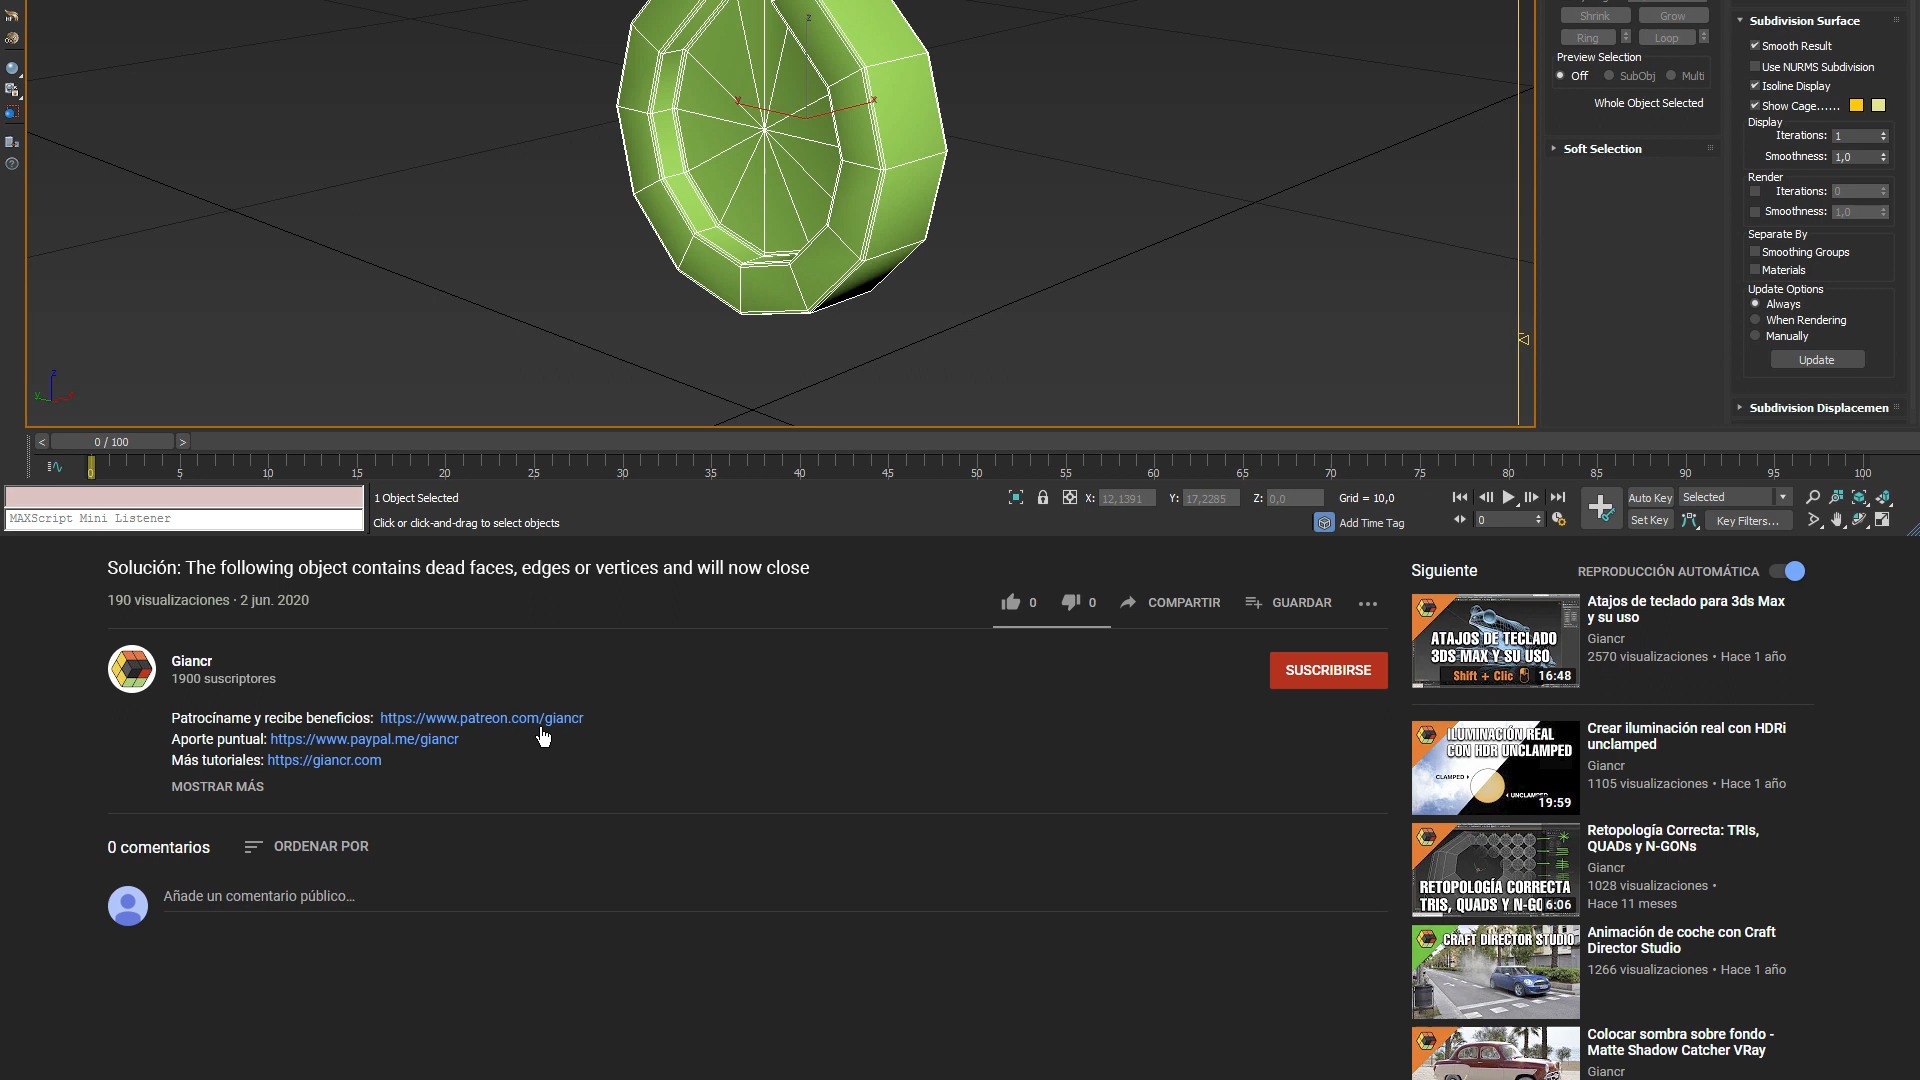 Shrink
Grow
Ring
Loop
Preview Selection
Off
SubObj
Multi
Whole Object Selected
Soft Selection
Subdivision Surface
Smooth Result
Use NURMS Subdivision
Isoline Display
Show Cage......
Display
Iterations: 1
Smoothness: 1,0
Render
Iterations: 0
Smoothness: 1,0
Separate By
Smoothing Groups
Materials
Update Options
Always
When Rendering
Manually
Update
Subdivision Displacemen
z
y
x
z
y
x
< 0 / 100 >
0 5 10 15 20 25 30 35 40 45 50 55 60 65 70 75 80 85 90 95 100
MAXScript Mini Listener
1 Object Selected
Click or click-and-drag to select objects
X: 12,1391 Y: 17,2285 Z: 0,0 Grid = 10,0
Add Time Tag
0
Auto Key Selected
Set Key Key Filters...
Solución: The following object contains dead faces, edges or vertices and will now close
190 visualizaciones · 2 jun. 2020
0 0 COMPARTIR GUARDAR
Giancr
1900 suscriptores
SUSCRIBIRSE
Patrocíname y recibe beneficios: https://www.patreon.com/giancr
Aporte puntual: https://www.paypal.me/giancr
Más tutoriales: https://giancr.com
MOSTRAR MÁS
0 comentarios ORDENAR POR
Añade un comentario público...
Siguiente REPRODUCCIÓN AUTOMÁTICA
ATAJOS DE TECLADO
3DS MAX Y SU USO
Shift + Clic 16:48
Atajos de teclado para 3ds Max
y su uso
Giancr
2570 visualizaciones • Hace 1 año
ILUMINACIÓN REAL
CON HDR UNCLAMPED
CLAMPED
UNCLAMPED
19:59
Crear iluminación real con HDRi
unclamped
Giancr
1105 visualizaciones • Hace 1 año
RETOPOLOGÍA CORRECTA
TRIS, QUADS Y N-GO 6:06
Retopología Correcta: TRIs,
QUADs y N-GONs
Giancr
1028 visualizaciones •
Hace 11 meses
CRAFT DIRECTOR STUDIO
Animación de coche con Craft
Director Studio
1266 visualizaciones • Hace 1 año
Colocar sombra sobre fondo -
Matte Shadow Catcher VRay
Giancr